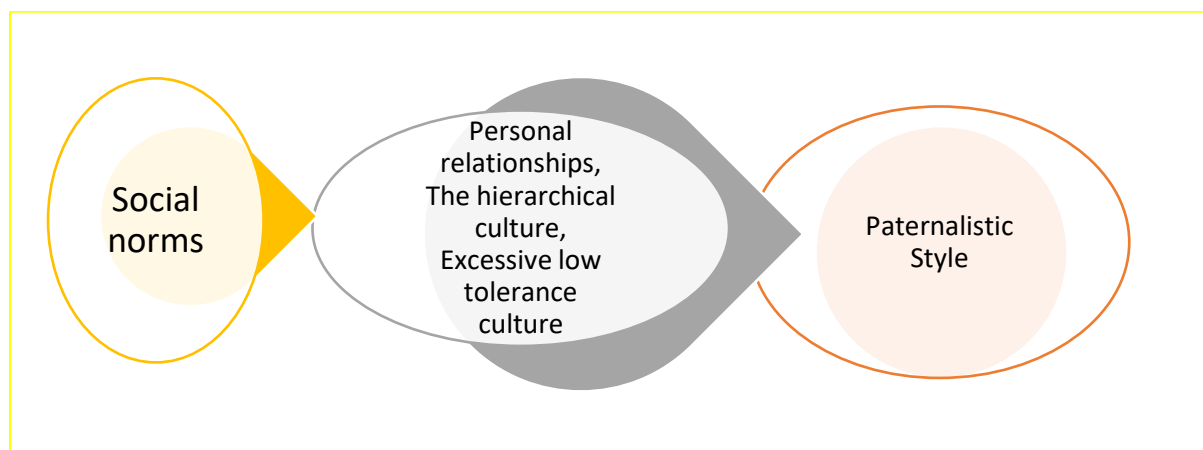 Social
norms
Personal
relationships,
The hierarchical
culture,
Excessive low
tolerance
culture
Paternalistic
Style